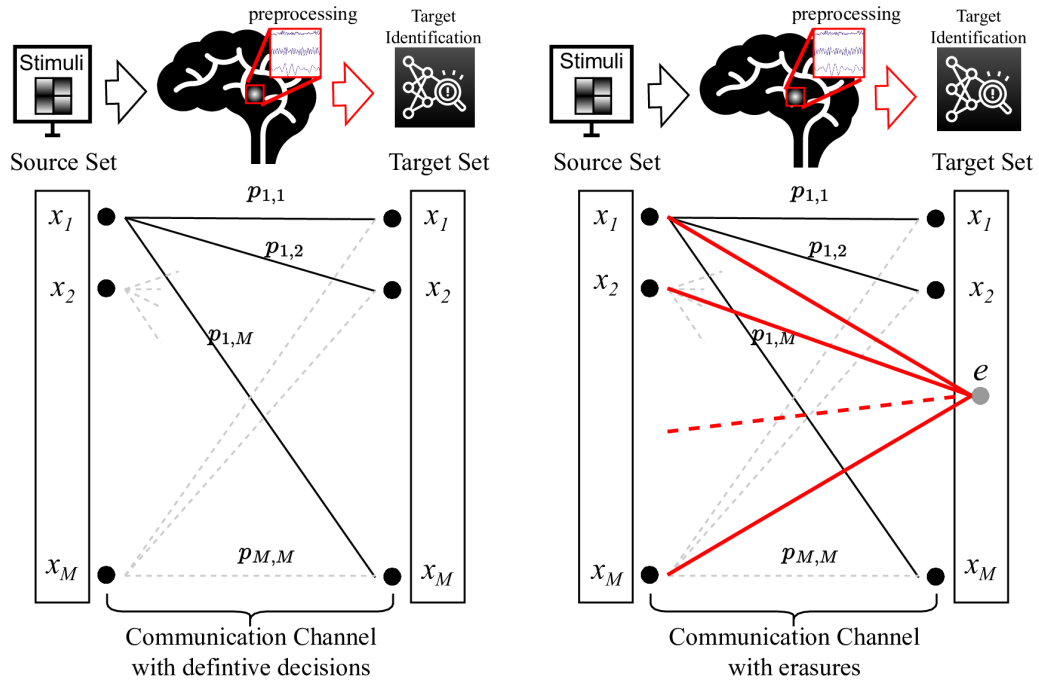 preprocessing
Target
Identification
Stimuli
Source Set
Target Set
p1,1
x1
x1
p1,2
x2
x2
p1,M
pM,M
xM
xM
Communication Channel
with defintive decisions
preprocessing
Target
Identification
Stimuli
Source Set
Target Set
p1,1
x1
x1
p1,2
x2
x2
p1,M
e
pM,M
xM
xM
Communication Channel
with erasures